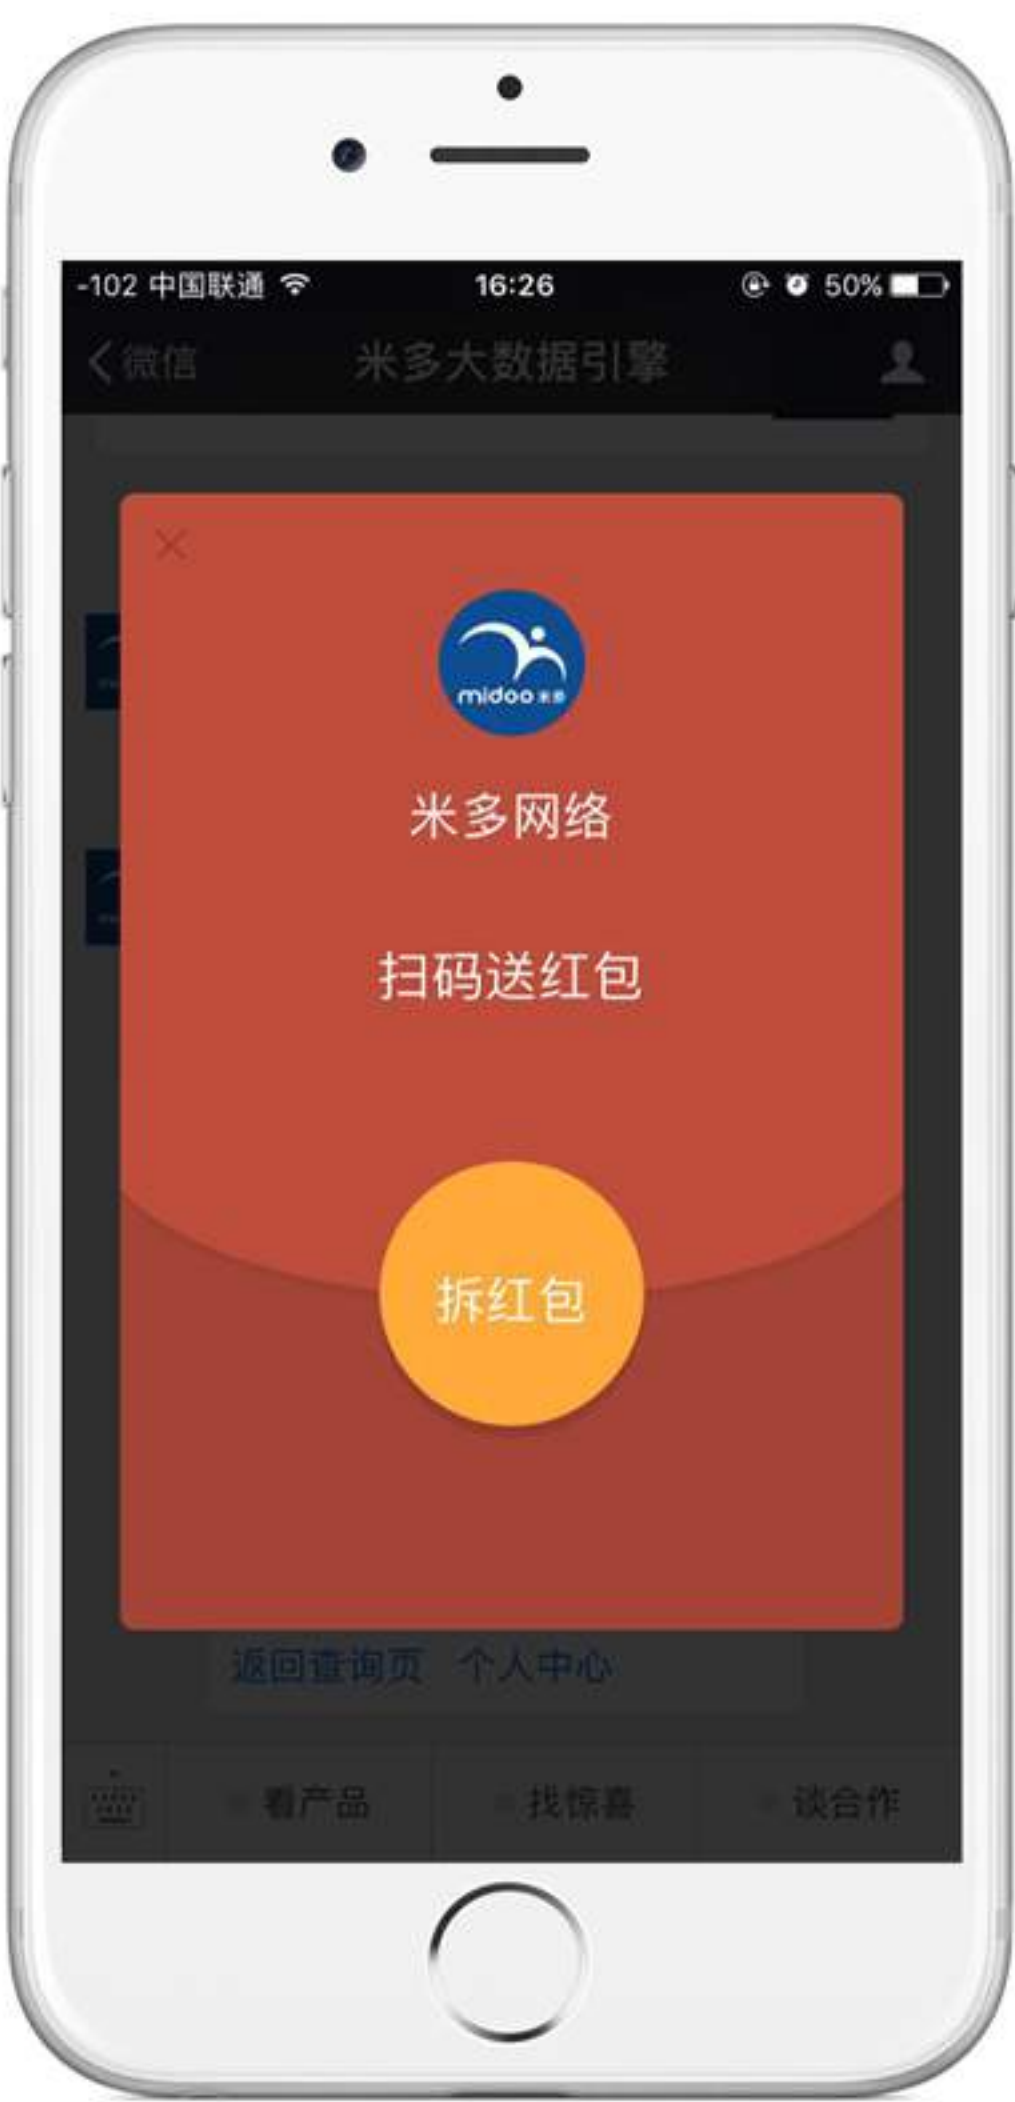 -102 中国联通 16:26 50%
微信 米多大数据引擎
midoo 米多
米多网络
扫码送红包
拆红包
返回查询页 个人中心
看产品 找惊喜 谈合作